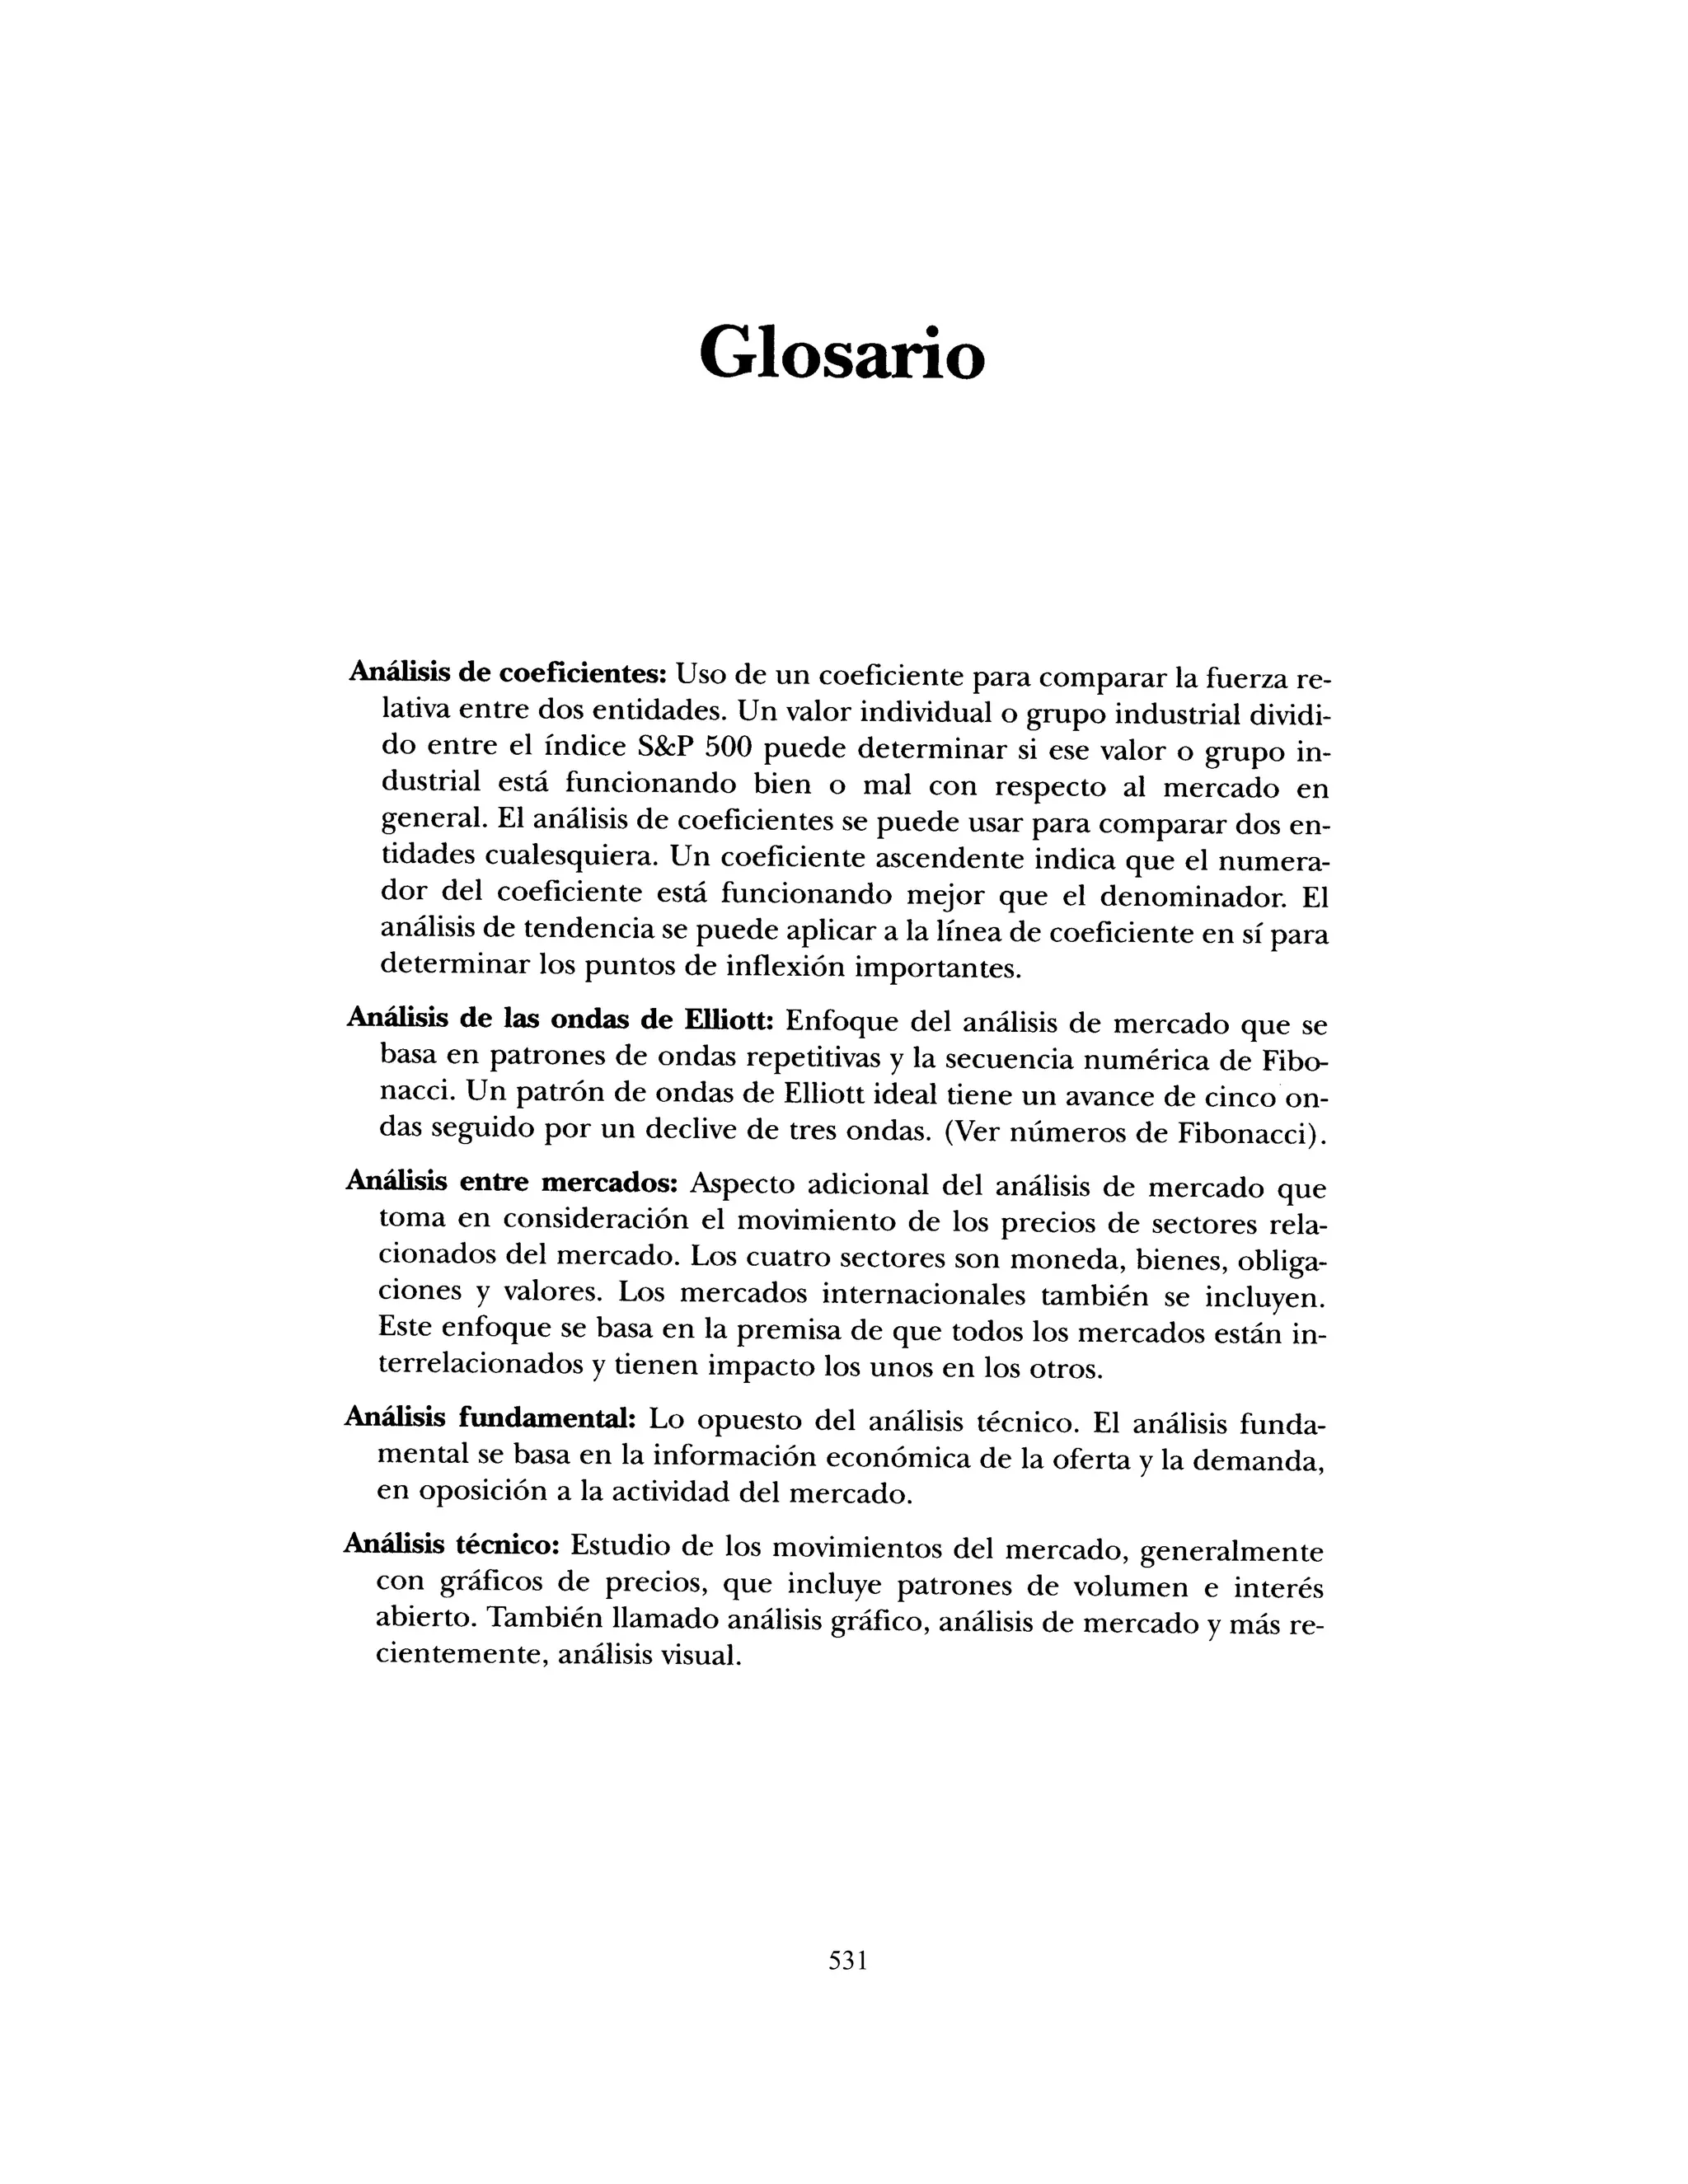 Glosario
Análisis de coeficientes: Uso de un coeficiente para comparar la fuerza re-
lativa entre dos entidades. Un valor individual o grupo industrial dividi-
do entre el índice S&P 500 puede determinar si ese valor o grupo in-
dustrial está funcionando bien o mal con respecto al mercado en
general. El análisis de coeficientes se puede usar para comparar dos en-
tidades cualesquiera. Un coeficiente ascendente indica que el numera-
dor del coeficiente está funcionando mejor que el denominador. El
análisis de tendencia se puede aplicar a la línea de coeficiente en sí para
determinar los puntos de inflexión importantes.
Análisis de las ondas de Elliott: Enfoque del análisis de mercado que se
basa en patrones de ondas repetitivas y la secuencia numérica de Fibo-
nacci. Un patrón de ondas de Elliott ideal tiene un avance de cinco on-
das seguido por un declive de tres ondas. (Ver números de Fibonacci).
Análisis entre mercados: Aspecto adicional del análisis de mercado que
toma en consideración el movimiento de los precios de sectores rela-
cionados del mercado. Los cuatro sectores son moneda, bienes, obliga-
ciones y valores. Los mercados internacionales también se incluyen.
Este enfoque se basa en la premisa de que todos los mercados están in-
terrelacionados y tienen impacto los unos en los otros.
Análisis fundamental: Lo opuesto del análisis técnico. El análisis funda-
mental se basa en la información económica de la oferta y la demanda,
en oposición a la actividad del mercado.
Análisis técnico: Estudio de los movimientos del mercado, generalmente
con gráficos de precios, que incluye patrones de volumen e interés
abierto. También llamado análisis gráfico, análisis de mercado y más re-
cientemente, análisis visual.
531